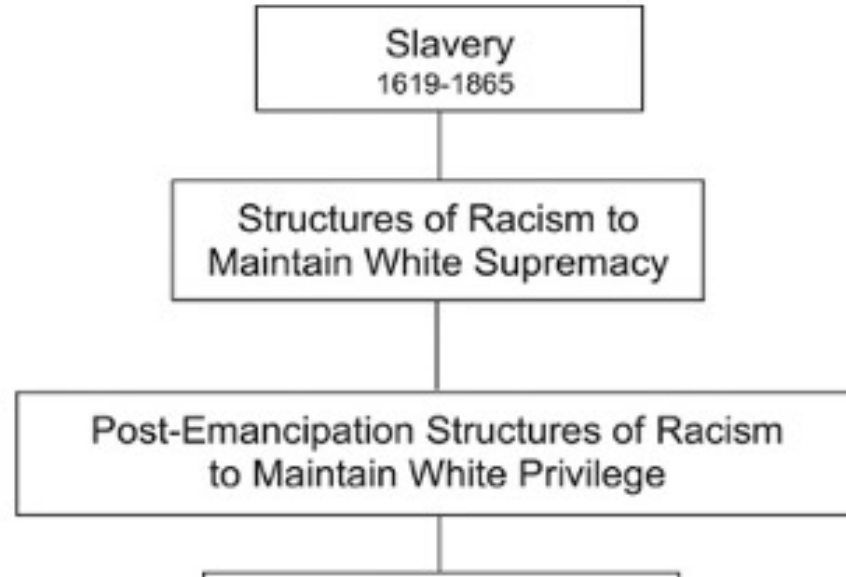 Slavery
1619-1865
Structures of Racism to
Maintain White Supremacy
Post-Emancipation Structures of Racism
to Maintain White Privilege